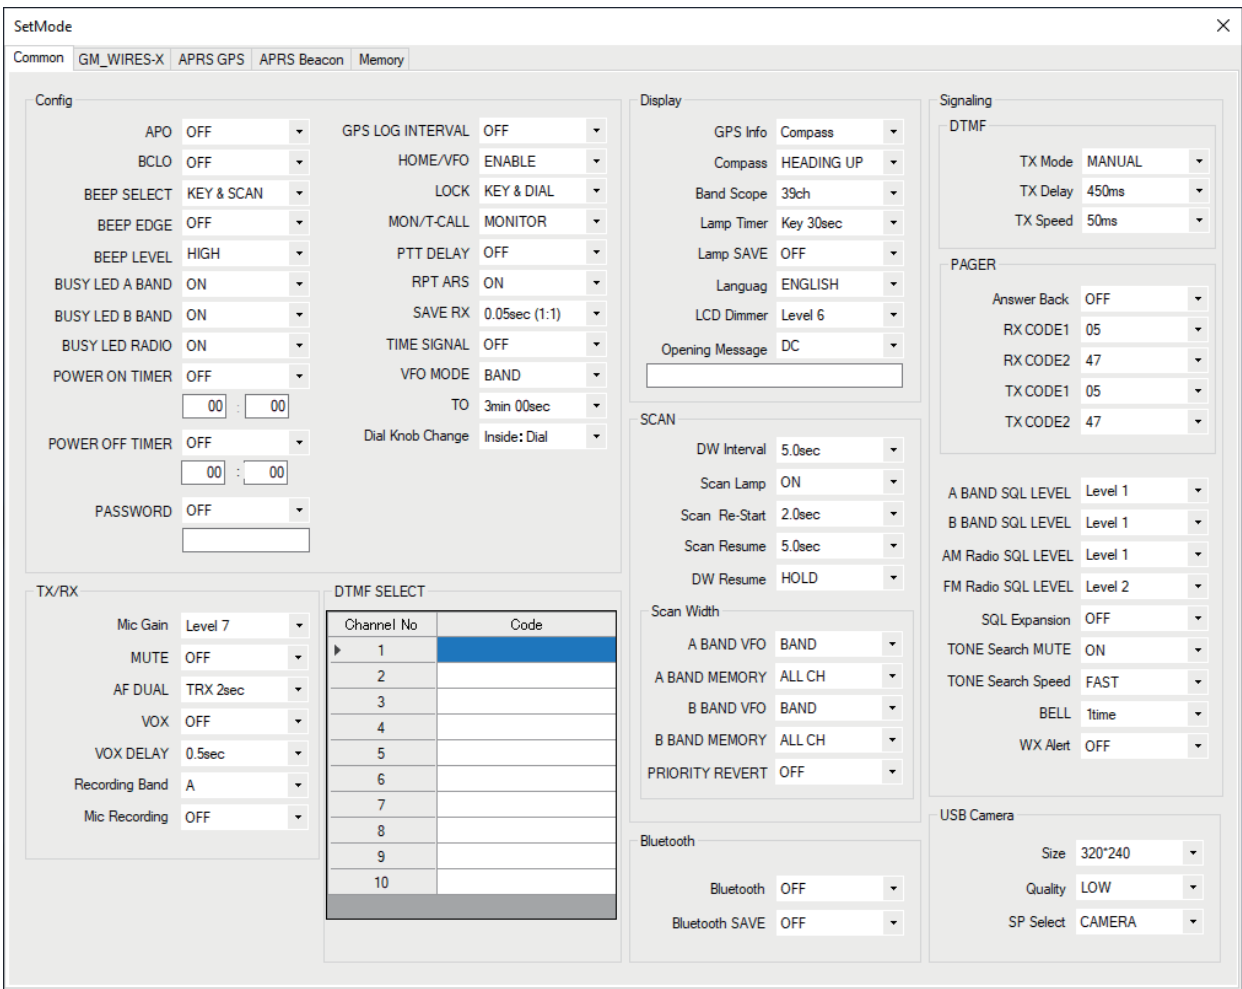 SetMode
Common GM_WIRES-X APRS GPS APRS Beacon Memory
Config
APO OFF
BCLO OFF
BEEP SELECT KEY & SCAN
BEEP EDGE OFF
BEEP LEVEL HIGH
BUSY LED A BAND ON
BUSY LED B BAND ON
BUSY LED RADIO ON
POWER ON TIMER OFF
00 : 00
POWER OFF TIMER OFF
00 : 00
PASSWORD OFF
GPS LOG INTERVAL OFF
HOME/VFO ENABLE
LOCK KEY & DIAL
MON/T-CALL MONITOR
PTT DELAY OFF
RPT ARS ON
SAVE RX 0.05sec (1:1)
TIME SIGNAL OFF
VFO MODE BAND
TO 3min 00sec
Dial Knob Change Inside: Dial
TX/RX
Mic Gain Level 7
MUTE OFF
AF DUAL TRX 2sec
VOX OFF
VOX DELAY 0.5sec
Recording Band A
Mic Recording OFF
DTMF SELECT
Channel No Code
1
2
3
4
5
6
7
8
9
10
Display
GPS Info Compass
Compass HEADING UP
Band Scope 39ch
Lamp Timer Key 30sec
Lamp SAVE OFF
Languag ENGLISH
LCD Dimmer Level 6
Opening Message DC
SCAN
DW Interval 5.0sec
Scan Lamp ON
Scan Re-Start 2.0sec
Scan Resume 5.0sec
DW Resume HOLD
Scan Width
A BAND VFO BAND
A BAND MEMORY ALL CH
B BAND VFO BAND
B BAND MEMORY ALL CH
PRIORITY REVERT OFF
Bluetooth
Bluetooth OFF
Bluetooth SAVE OFF
Signaling
DTMF
TX Mode MANUAL
TX Delay 450ms
TX Speed 50ms
PAGER
Answer Back OFF
RX CODE1 05
RX CODE2 47
TX CODE1 05
TX CODE2 47
A BAND SQL LEVEL Level 1
B BAND SQL LEVEL Level 1
AM Radio SQL LEVEL Level 1
FM Radio SQL LEVEL Level 2
SQL Expansion OFF
TONE Search MUTE ON
TONE Search Speed FAST
BELL 1time
WX Alert OFF
USB Camera
Size 320*240
Quality LOW
SP Select CAMERA